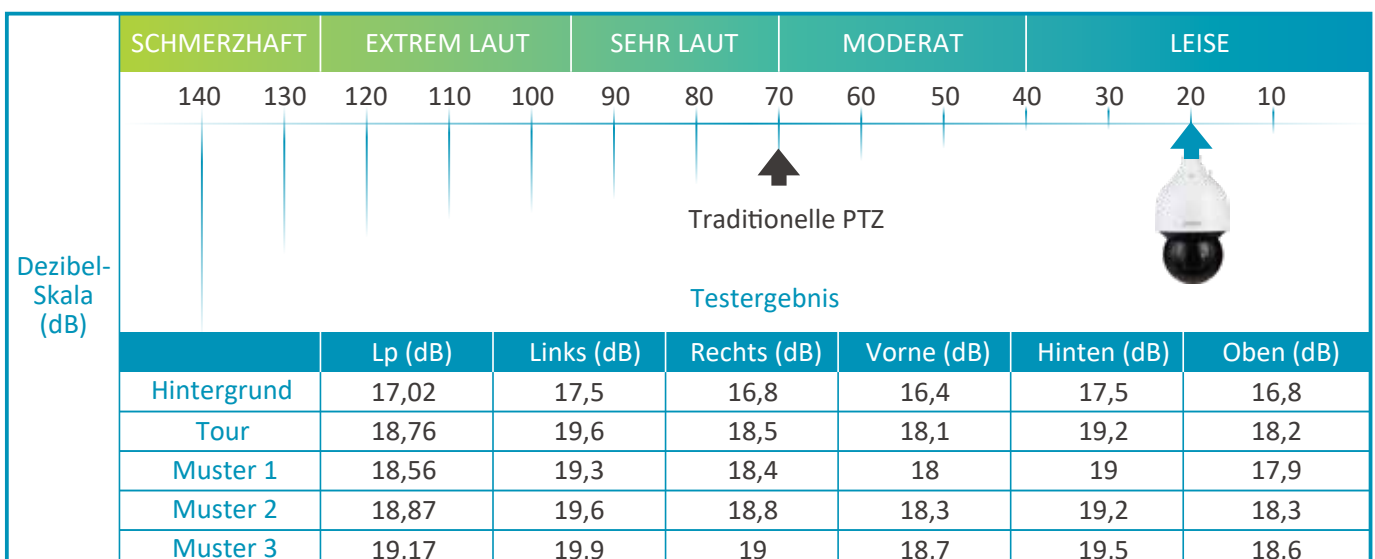 SCHMERZHAFT EXTREM LAUT SEHR LAUT MODERAT LEISE
140 130 120 110 100 90 80 70 60 50 40 30 20 10
Traditionelle PTZ
Dezibel-
Skala
(dB)
Testergebnis
Lp (dB) Links (dB) Rechts (dB) Vorne (dB) Hinten (dB) Oben (dB)
Hintergrund 17,02 17,5 16,8 16,4 17,5 16,8
Tour 18,76 19,6 18,5 18,1 19,2 18,2
Muster 1 18,56 19,3 18,4 18 19 17,9
Muster 2 18,87 19,6 18,8 18,3 19,2 18,3
Muster 3 19,17 19,9 19 18,7 19,5 18,6